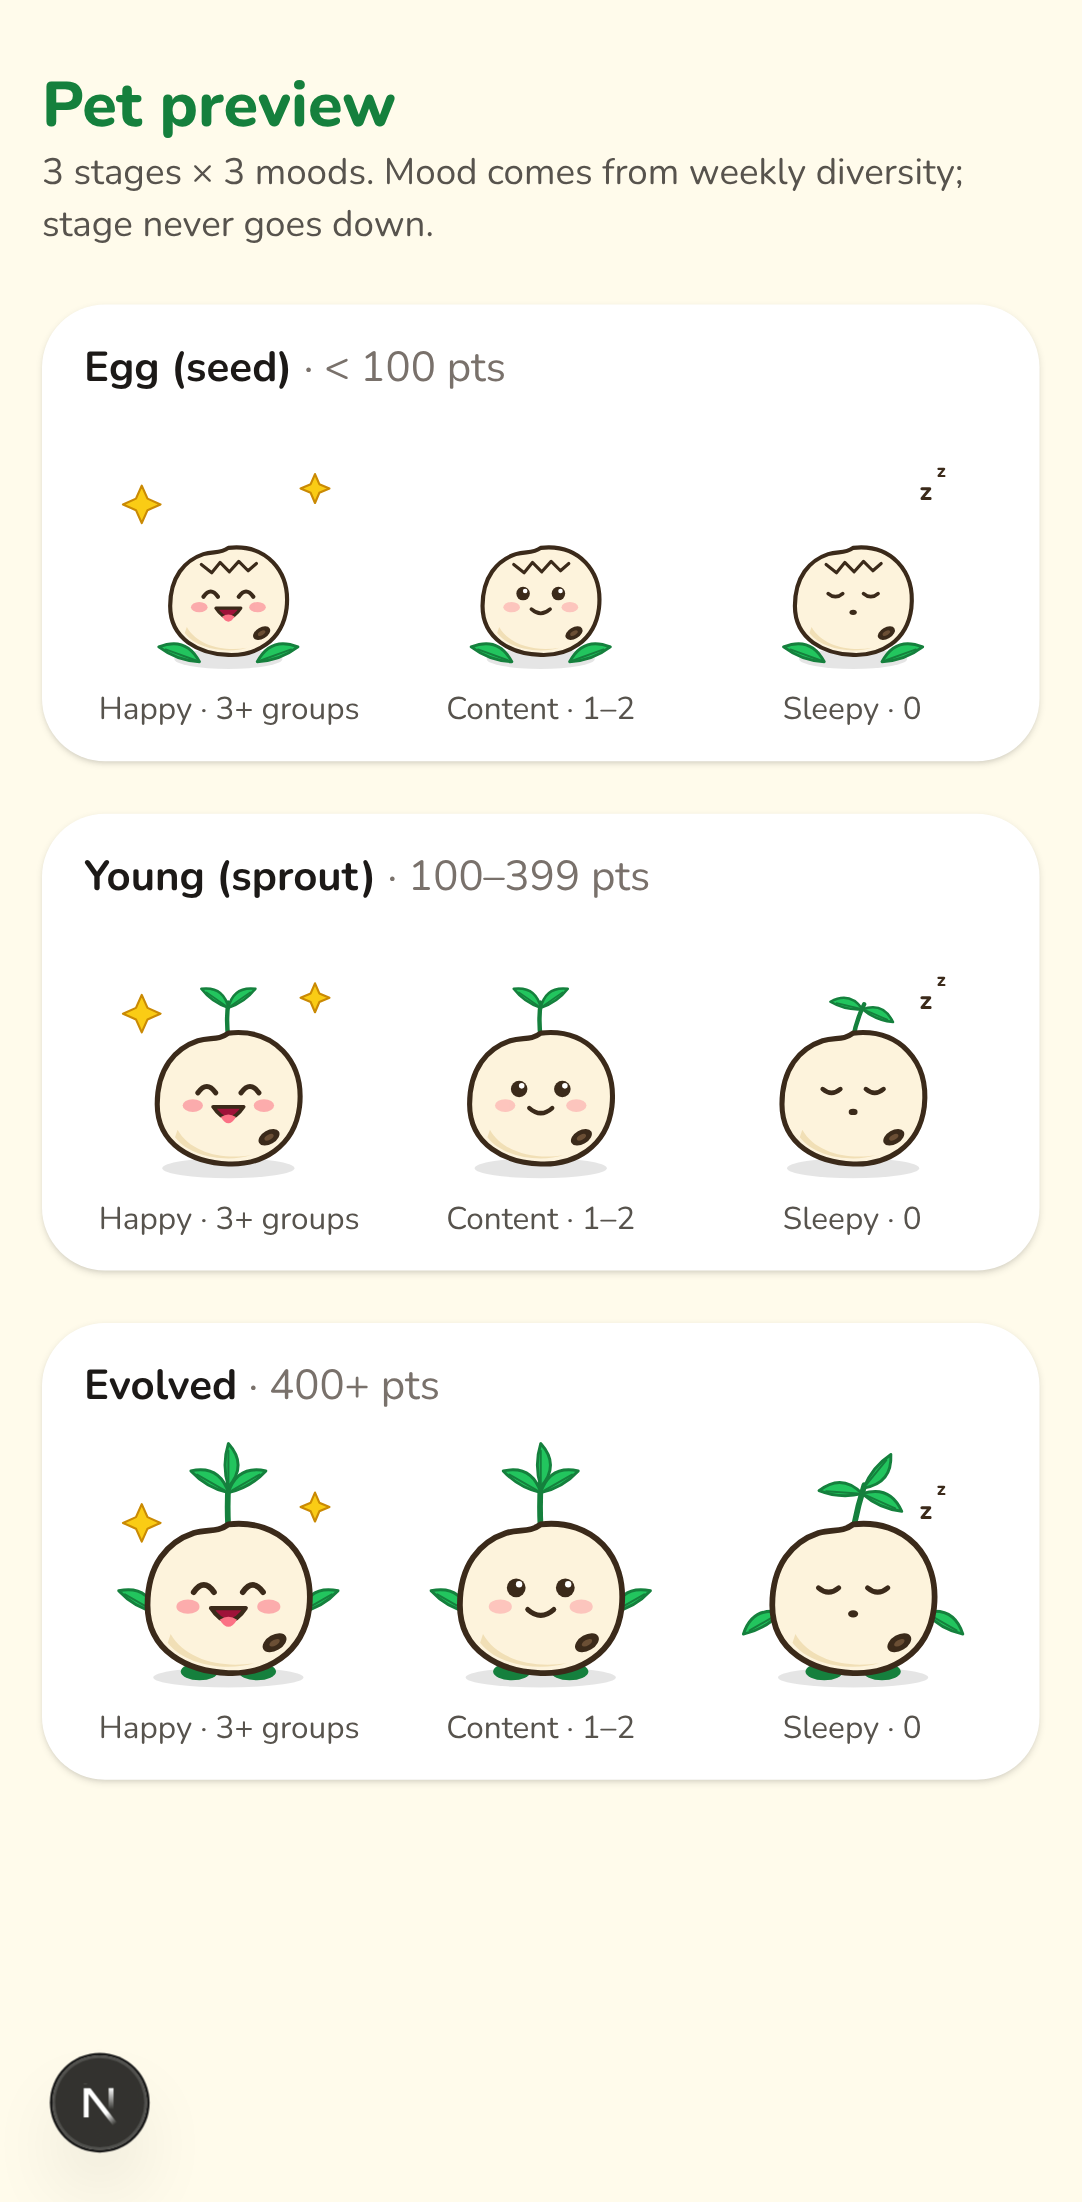 Pet preview
3 stages × 3 moods. Mood comes from weekly diversity;
stage never goes down.
Egg (seed) · < 100 pts
z
z
Happy · 3+ groups
Content · 1–2
Sleepy · 0
Young (sprout) · 100–399 pts
z
z
Happy · 3+ groups
Content · 1–2
Sleepy · 0
Evolved · 400+ pts
z
z
Happy · 3+ groups
Content · 1–2
Sleepy · 0
N